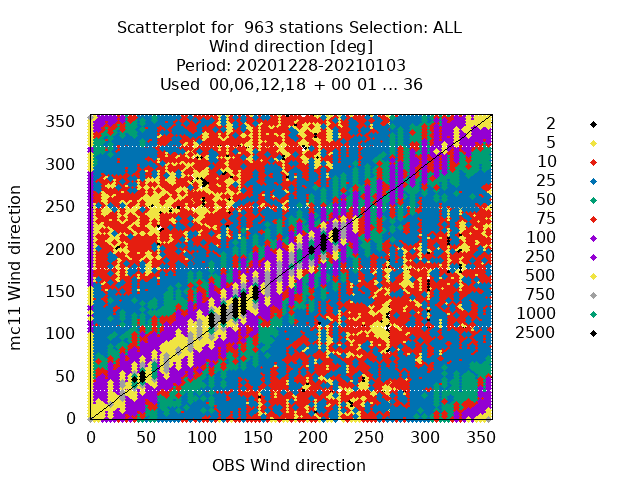 Scatterplot for  963 stations Selection: ALL
Wind direction [deg]
Period: 20201228-20210103
Used  00,06,12,18  + 00 01 ... 36
350
300
250
200
150
100
50
0
mc11 Wind direction
0 50 100 150 200 250 300 350
OBS Wind direction
2
5
10
25
50
75
100
250
500
750
1000
2500